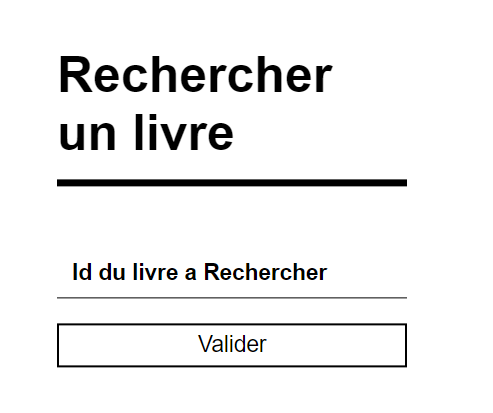 Rechercher
un livre
Id du livre a Rechercher
Valider